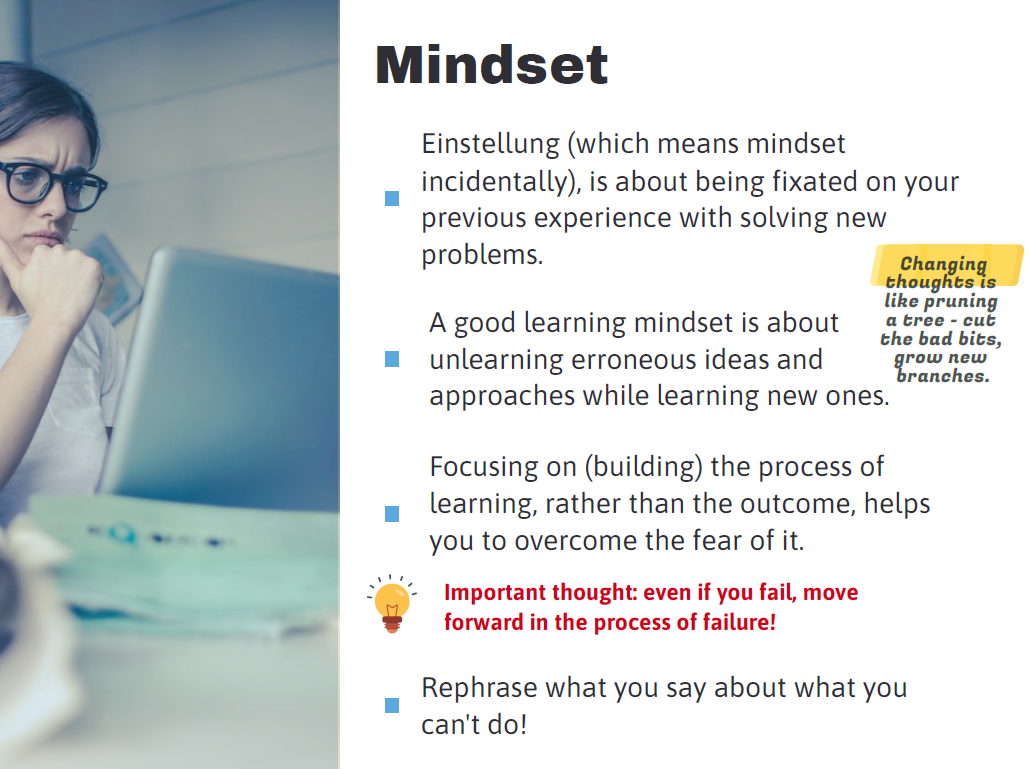 Mindset
Einstellung (which means mindset
incidentally), is about being fixated on your
previous experience with solving new
problems.
Changing
thoughts is
like pruning
a tree - cut
the bad bits,
grow new
branches.
A good learning mindset is about
unlearning erroneous ideas and
approaches while learning new ones.
Focusing on (building) the process of
learning, rather than the outcome, helps
you to overcome the fear of it.
Important thought: even if you fail, move
forward in the process of failure!
Rephrase what you say about what you
can't do!